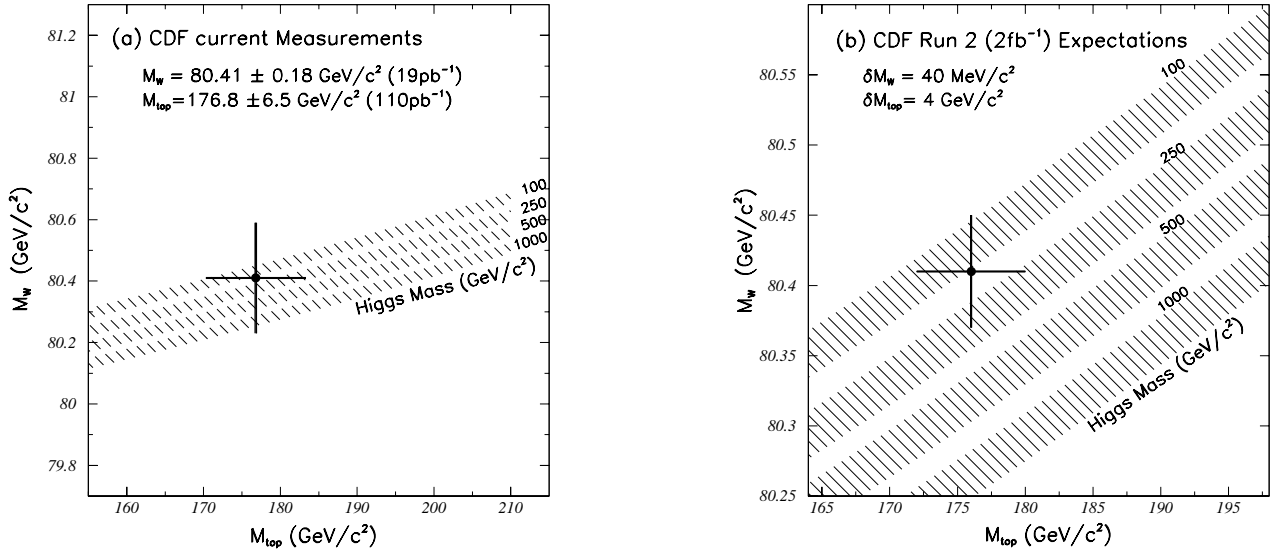 (a) CDF current Measurements
M_W = 80.41 ± 0.18 GeV/c² (19pb⁻¹)
M_top=176.8 ±6.5 GeV/c² (110pb⁻¹)
81.2
81
80.8
80.6
80.4
80.2
80
79.8
M_W (GeV/c²)
100
250
500
1000
Higgs Mass (GeV/c²)
160 170 180 190 200 210
M_top (GeV/c²)
(b) CDF Run 2 (2fb⁻¹) Expectations
δM_W = 40 MeV/c²
δM_top= 4 GeV/c²
80.55
80.5
80.45
80.4
80.35
80.3
80.25
M_W (GeV/c²)
100
250
500
1000
Higgs Mass (GeV/c²)
165 170 175 180 185 190 195
M_top (GeV/c²)